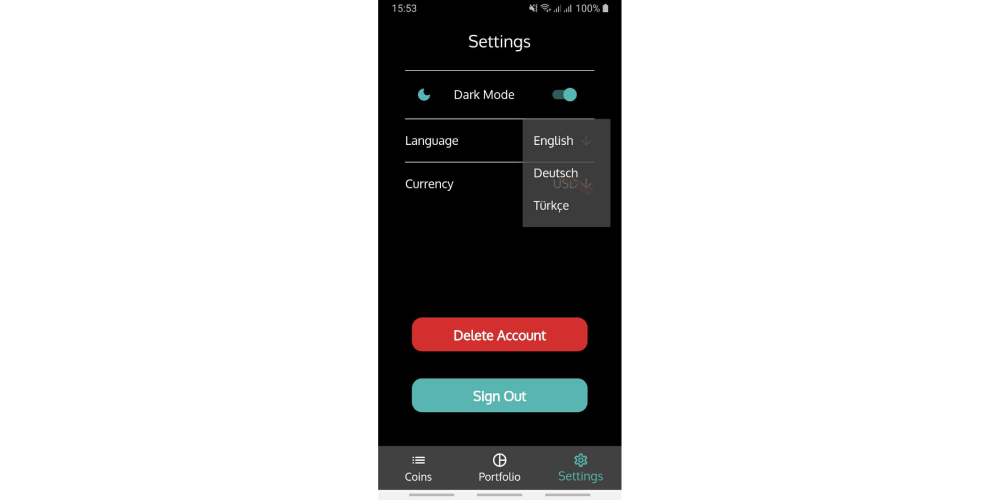 15:53 100%
Settings
Dark Mode
Language English
Deutsch
Currency USD
Türkçe
Delete Account
Sign Out
Coins Portfolio Settings